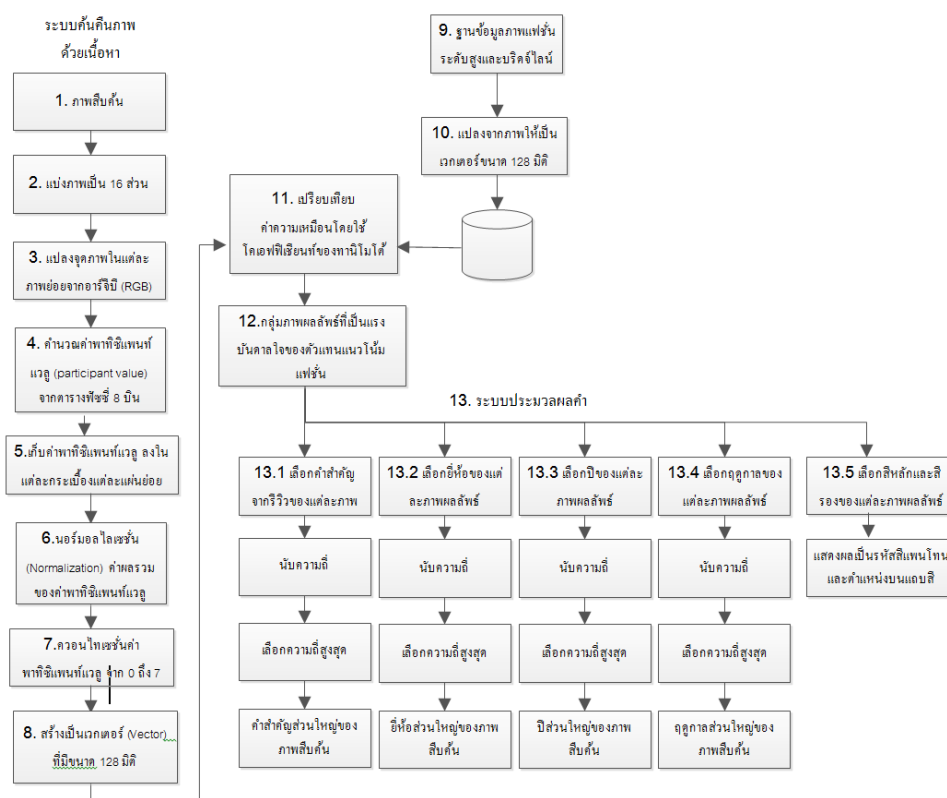 ระบบค้นคืนภาพ
ด้วยเนื้อหา
1. ภาพสืบค้น
2. แบ่งภาพเป็น 16 ส่วน
3. แปลงจุดภาพในแต่ละ
ภาพย่อยจากอาร์จีบี (RGB)
4. คำนวณค่าพาทิซิแพนท์
แวลู (participant value)
จากตารางฟัซซี่ 8 บิน
5.เก็บค่าพาทิซิแพนท์แวลู ลงใน
แต่ละกระเบื้องแต่ละแผ่นย่อย
6.นอร์มอลไลเซชั่น
(Normalization) ค่าผลรวม
ของค่าพาทิซิแพนท์แวลู
7.ควอนไทเซชั่นค่า
พาทิซิแพนท์แวลู จาก 0 ถึง 7
8. สร้างเป็นเวกเตอร์ (Vector)
ที่มีขนาด 128 มิติ
9. ฐานข้อมูลภาพแฟชั่น
ระดับสูงและบริดจ์ไลน์
10. แปลงจากภาพให้เป็น
เวกเตอร์ขนาด 128 มิติ
11. เปรียบเทียบ
ค่าความเหมือนโดยใช้
โคเอฟฟิเชียนท์ของทานิโมโต้
12.กลุ่มภาพผลลัพธ์ที่เป็นแรง
บันดาลใจของตัวแทนแนวโน้ม
แฟชั่น
13. ระบบประมวลผลคำ
13.1 เลือกคำสำคัญ
จากรีวิวของแต่ละภาพ
นับความถี่
เลือกความถี่สูงสุด
คำสำคัญส่วนใหญ่ของ
ภาพสืบค้น
13.2 เลือกยี่ห้อของแต่
ละภาพผลลัพธ์
นับความถี่
เลือกความถี่สูงสุด
ยี่ห้อส่วนใหญ่ของภาพ
สืบค้น
13.3 เลือกปีของแต่ละ
ภาพผลลัพธ์
นับความถี่
เลือกความถี่สูงสุด
ปีส่วนใหญ่ของภาพ
สืบค้น
13.4 เลือกฤดูกาลของ
แต่ละภาพผลลัพธ์
นับความถี่
เลือกความถี่สูงสุด
ฤดูกาลส่วนใหญ่ของ
ภาพสืบค้น
13.5 เลือกสีหลักและสี
รองของแต่ละภาพผลลัพธ์
แสดงผลเป็นรหัสสีแพนโทน
และตำแหน่งบนแถบสี